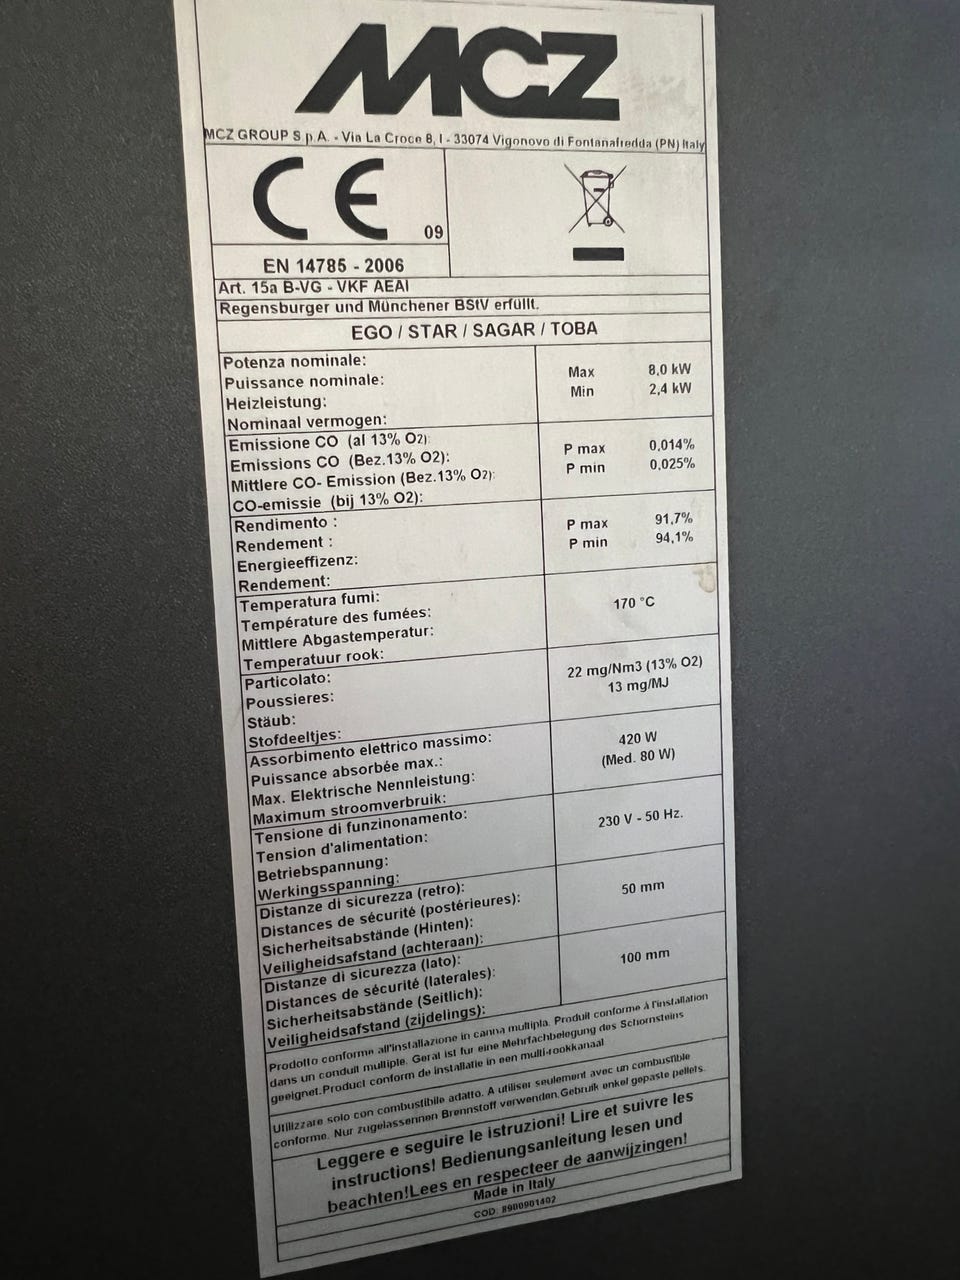 MCZ
MCZ GROUP S.p.A. - Via La Croce 8, I - 33074 Vigonovo di Fontanafredda (PN) Italy
CE
09
EN 14785 - 2006
Art. 15a B-VG - VKF AEAI
Regensburger und Münchener BStV erfüllt.
EGO / STAR / SAGAR / TOBA
Potenza nominale:
Puissance nominale:
Heizleistung:
Nominaal vermogen:
Max 8,0 kW
Min 2,4 kW
Emissione CO (al 13% O2):
Emissions CO (Bez.13% O2):
Mittlere CO- Emission (Bez.13% O2):
CO-emissie (bij 13% O2):
P max 0,014%
P min 0,025%
Rendimento :
Rendement :
Energieeffizenz:
Rendement:
P max 91,7%
P min 94,1%
Temperatura fumi:
Température des fumées:
Mittlere Abgastemperatur:
Temperatuur rook:
170 °C
Particolato:
Poussieres:
Stäub:
Stofdeeltjes:
22 mg/Nm3 (13% O2)
13 mg/MJ
Assorbimento elettrico massimo:
Puissance absorbée max.:
Max. Elektrische Nennleistung:
Maximum stroomverbruik:
420 W
(Med. 80 W)
Tensione di funzinonamento:
Tension d'alimentation:
Betriebspannung:
Werkingsspanning:
230 V - 50 Hz.
Distanze di sicurezza (retro):
Distances de sécurité (postérieures):
Sicherheitsabstände (Hinten):
Veiligheidsafstand (achteraan):
50 mm
Distanze di sicurezza (lato):
Distances de sécurité (laterales):
Sicherheitsabstände (Seitlich):
Veiligheidsafstand (zijdelings):
100 mm
Prodotto conforme all'installazione in canna multipla. Produit conforme à l'installation
dans un conduit multiple. Gerat ist fur eine Mehrfachbelegung des Schornsteins
geeignet.Product conform de installatie in een multi-rookkanaal
Utilizzare solo con combustibile adatto. A utiliser seulement avec un combustible
conforme. Nur zugelassennen Brennstoff verwenden.Gebruik enkel gepaste pellets.
Leggere e seguire le istruzioni! Lire et suivre les
instructions! Bedienungsanleitung lesen und
beachten!Lees en respecteer de aanwijzingen!
Made in Italy
COD. 8900901402